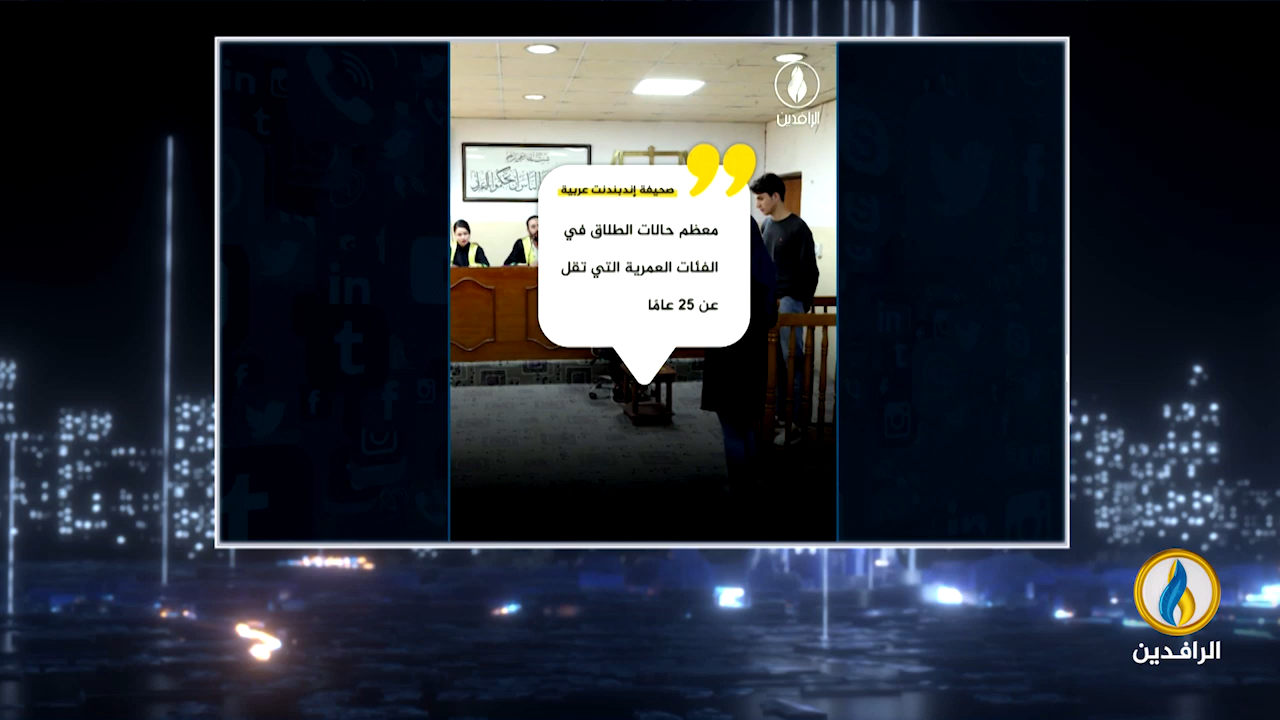 الرافدين
صحيفة إندبندنت عربية
معظم حالات الطلاق في
الفئات العمرية التي تقل
عن 25 عامًا
الرافدين